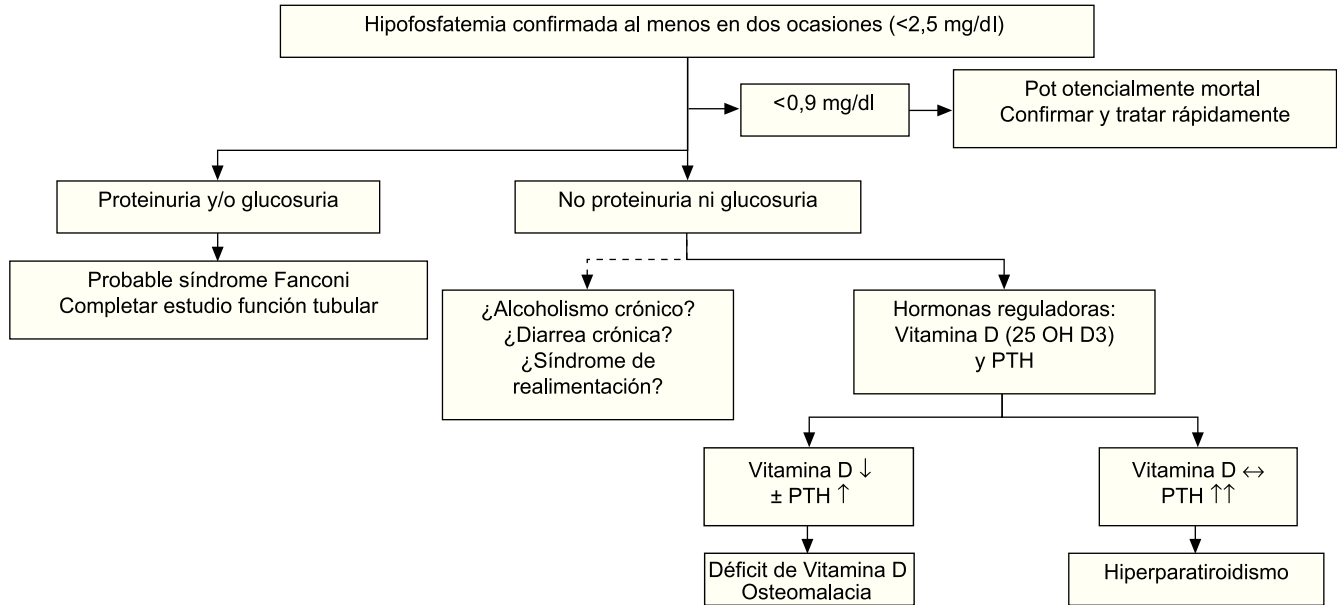 Hipofosfatemia confirmada al menos en dos ocasiones (<2,5 mg/dl)
<0,9 mg/dl
Pot otencialmente mortal
Confirmar y tratar rápidamente
Proteinuria y/o glucosuria
No proteinuria ni glucosuria
Probable síndrome Fanconi
Completar estudio función tubular
¿Alcoholismo crónico?
¿Diarrea crónica?
¿Síndrome de
realimentación?
Hormonas reguladoras:
Vitamina D (25 OH D3)
y PTH
Vitamina D ↓
± PTH ↑
Vitamina D ↔
PTH ↑↑
Déficit de Vitamina D
Osteomalacia
Hiperparatiroidismo